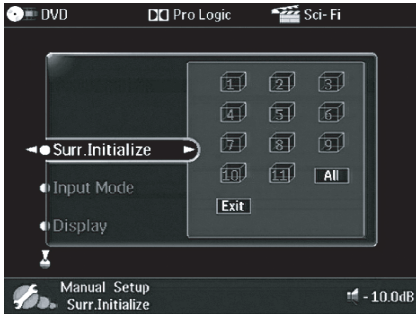 DVD Pro Logic Sci-Fi
1 2 3
4 5 6
Surr.Initialize 7 8 9
10 11 All
Input Mode
Exit
Display
Manual Setup
Surr.Initialize -10.0dB